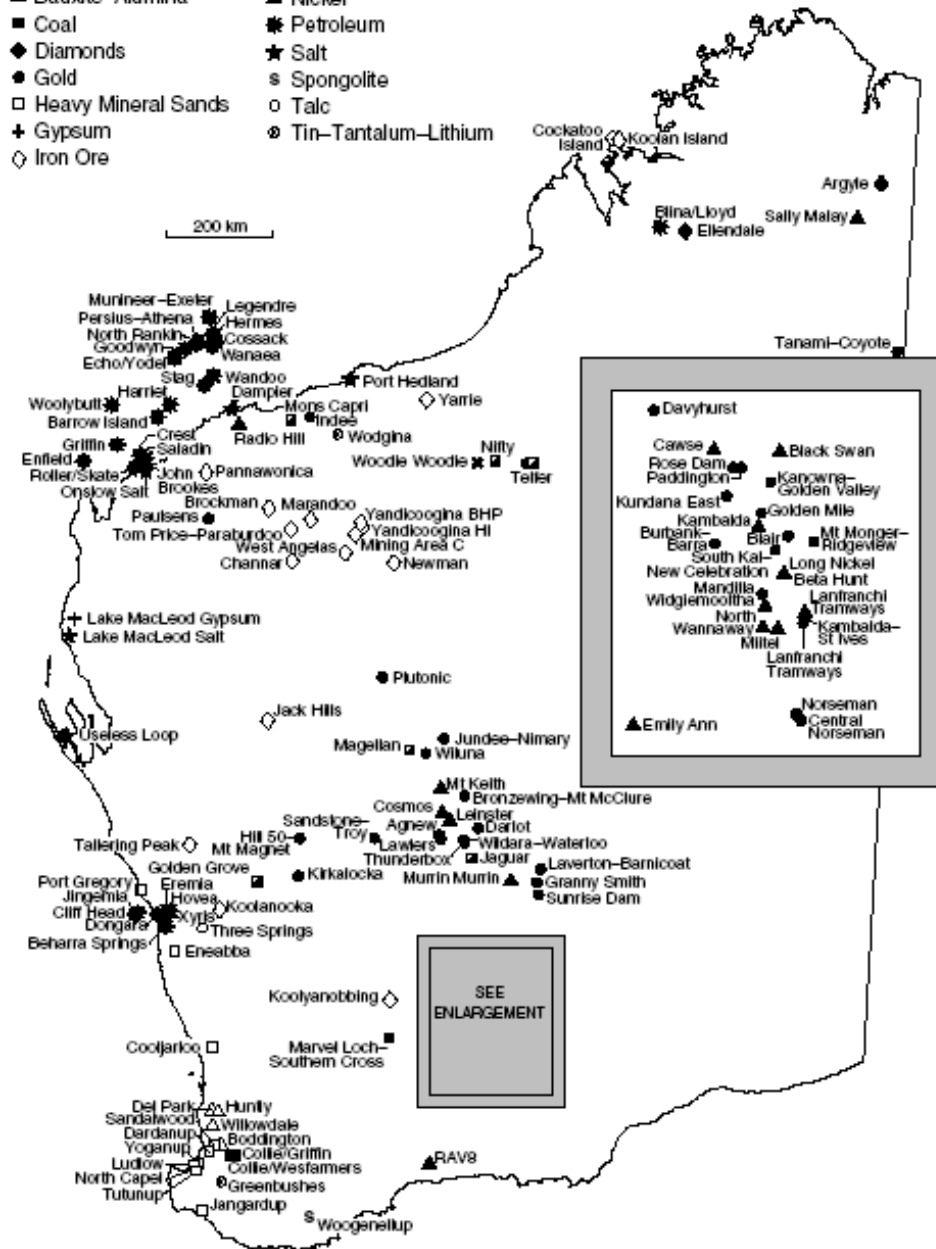 Bauxite–Alumina
Nickel
Coal
Petroleum
Diamonds
Salt
Gold
Spongolite
Heavy Mineral Sands
Talc
Gypsum
Tin–Tantalum–Lithium
Iron Ore
200 km
Cockatoo
Island
Koolan Island
Argyle
Blina/Lloyd
Sally Malay
Ellendale
Munineer–Exeter
Legendre
Persius–Athena
Hermes
North Rankin
Cossack
Goodwyn
Wanaea
Echo/Yodel
Tanami–Coyote
Stag
Wandoo
Port Hedland
Harriet
Dampier
Yarrie
Woolybutt
Mons Capri
Indee
Barrow Island
Radio Hill
Wodgina
Crest
Griffin
Saladin
Nifty
Enfield
Woodie Woodie
Roller/Skate
John
Brookes
Pannawonica
Telfer
Onslow Salt
Brockman
Marandoo
Paulsens
Yandicoogina BHP
Tom Price–Paraburdoo
Yandicoogina HI
West Angelas
Mining Area C
Channar
Newman
Lake MacLeod Gypsum
Lake MacLeod Salt
Plutonic
Jack Hills
Useless Loop
Jundee–Nimary
Magellan
Wiluna
Mt Keith
Bronzewing–Mt McClure
Cosmos
Leinster
Sandstone–
Troy
Agnew
Darlot
Tallering Peak
Hill 50
Mt Magnet
Lawlers
Wildara–Waterloo
Thunderbox
Jaguar
Golden Grove
Kirkalocka
Laverton–Barnicoat
Port Gregory
Eremia
Murrin Murrin
Granny Smith
Jingemia
Hovea
Koolanooka
Sunrise Dam
Cliff Head
Xyris
Dongara
Three Springs
Beharra Springs
Eneabba
Koolyanobbing
SEE
ENLARGEMENT
Cooljarloo
Marvel Loch–
Southern Cross
Del Park
Huntly
Sandalwood
Willowdale
Dardanup
Boddington
Yoganup
Collie/Griffin
Ludlow
Collie/Wesfarmers
North Capel
Greenbushes
Tutunup
RAV8
Jangardup
Woogenellup
Davyhurst
Cawse
Black Swan
Rose Dam
Paddington
Kanowna–
Golden Valley
Kundana East
Golden Mile
Kambalda
Burbank–
Barra
Blair
Mt Monger–
Ridgeview
South Kal–
New Celebration
Long Nickel
Beta Hunt
Mandilla
Widgiemooltha
Lanfranchi
Tramways
North
Wannaway
Kambalda–
St Ives
Miitel
Lanfranchi
Tramways
Norseman
Emily Ann
Central
Norseman